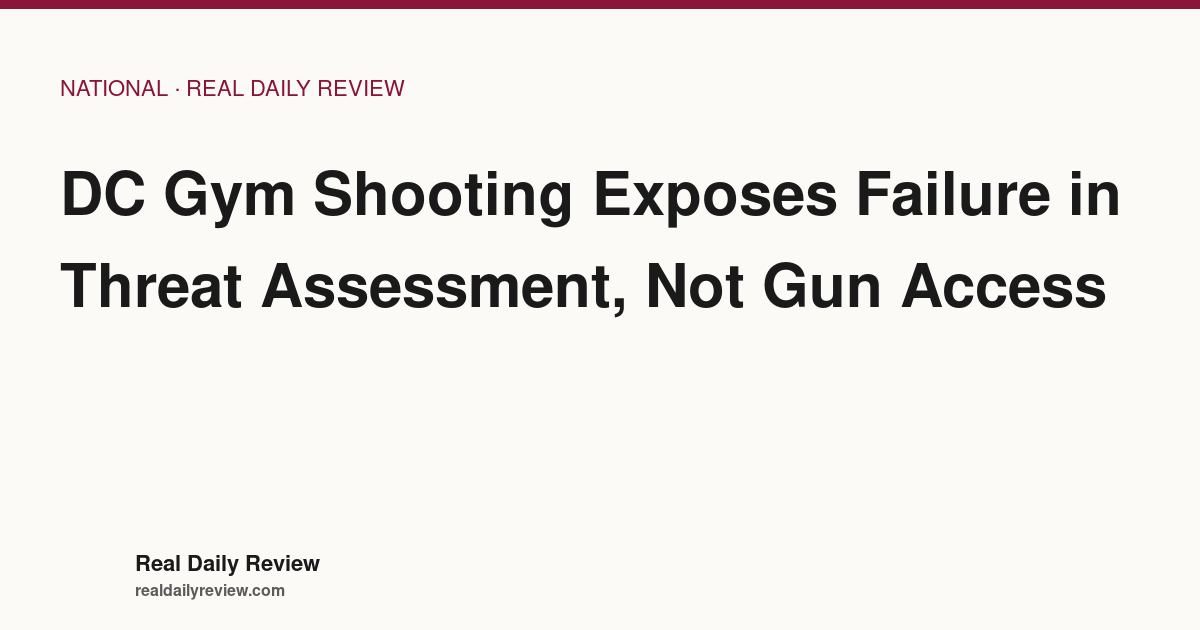 NATIONAL · REAL DAILY REVIEW
DC Gym Shooting Exposes Failure in
Threat Assessment, Not Gun Access
Real Daily Review
realdailyreview.com